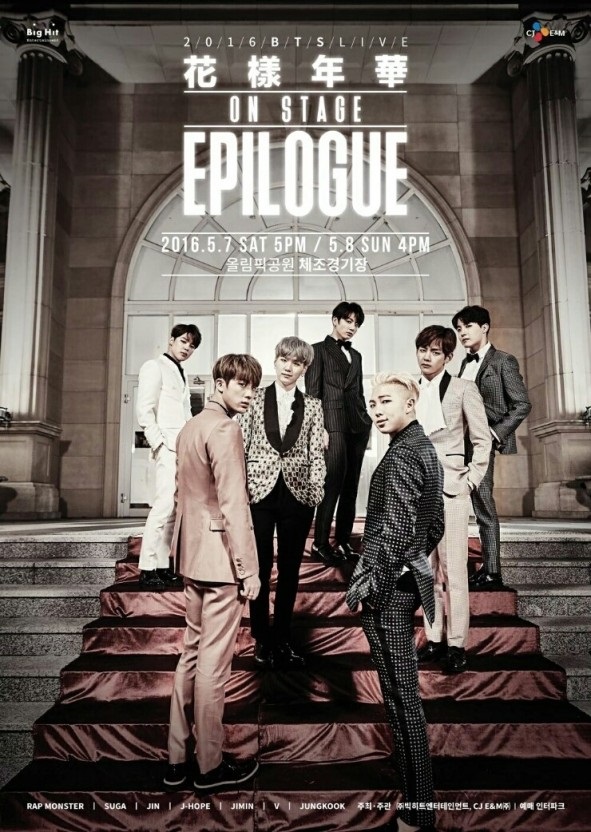 Big Hit
Entertainment
CJ E&M
2/0/1/6/B/T/S/L/I/V/E
花樣年華
ON STAGE
EPILOGUE
2016.5.7 SAT 5PM / 5.8 SUN 4PM
올림픽공원 체조경기장
RAP MONSTER | SUGA | JIN | J-HOPE | JIMIN | V | JUNGKOOK 주최·주관 ㈜빅히트엔터테인먼트, CJ E&M㈜ | 예매 인터파크